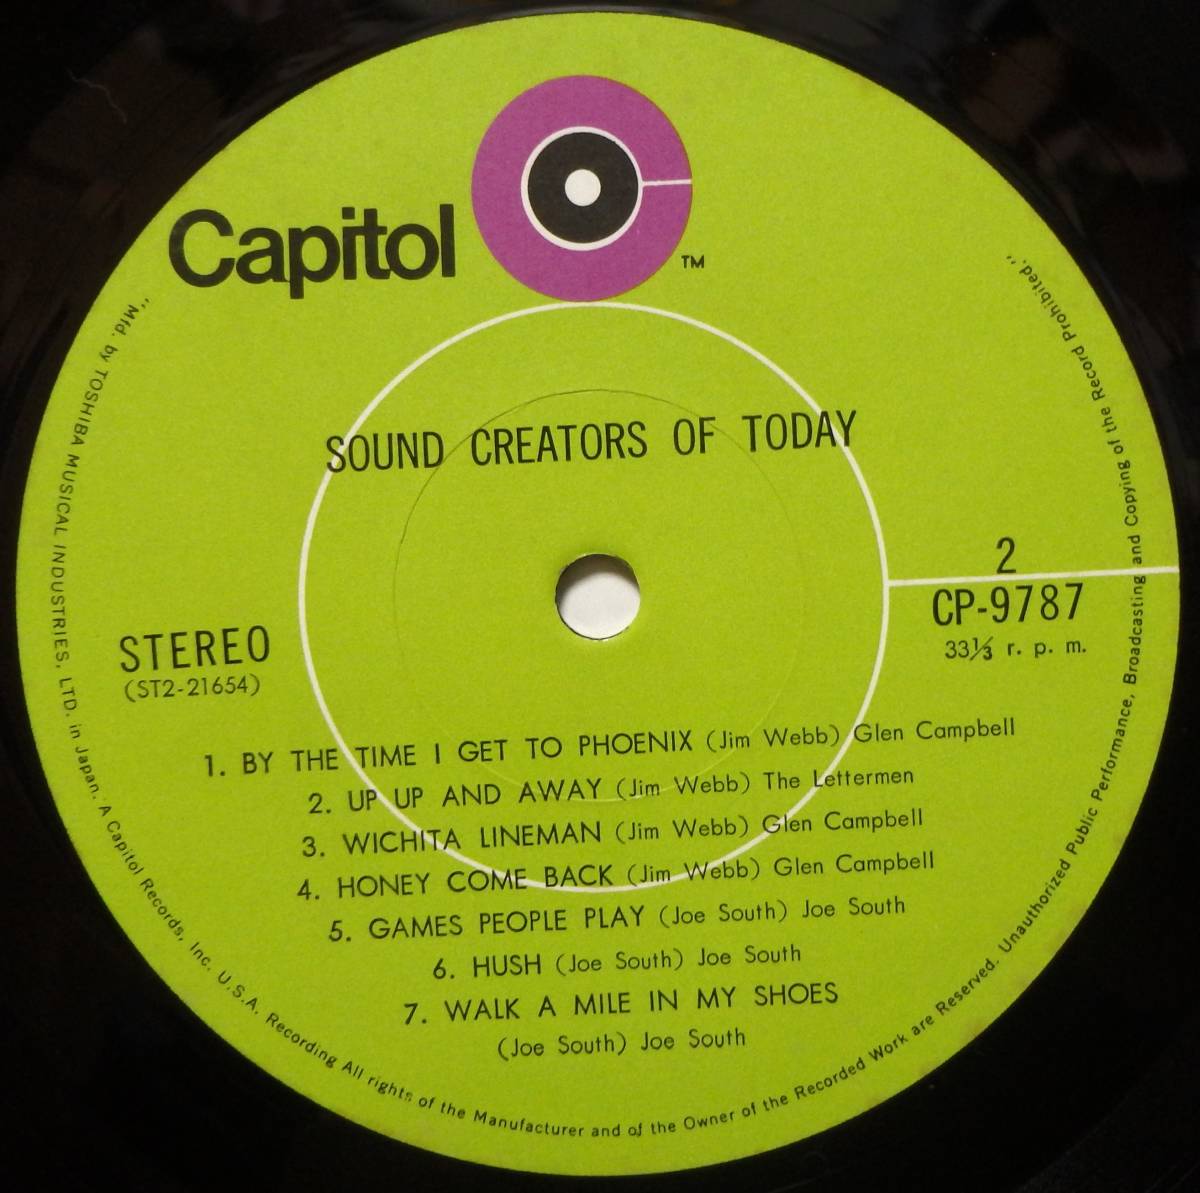 Capitol
TM
SOUND CREATORS OF TODAY
2
CP-9787
33⅓ r. p. m.
STEREO
(ST2-21654)
1. BY THE TIME I GET TO PHOENIX (Jim Webb) Glen Campbell
2. UP UP AND AWAY (Jim Webb) The Lettermen
3. WICHITA LINEMAN (Jim Webb) Glen Campbell
4. HONEY COME BACK (Jim Webb) Glen Campbell
5. GAMES PEOPLE PLAY (Joe South) Joe South
6. HUSH (Joe South) Joe South
7. WALK A MILE IN MY SHOES
(Joe South) Joe South
"Mfd. by TOSHIBA MUSICAL INDUSTRIES, LTD. in Japan. A Capitol Records, Inc. U.S.A. Recording All rights of the Manufacturer and of the Owner of the Recorded Work are Reserved. Unauthorized Public Performance, Broadcasting and Copying of the Record Prohibited."